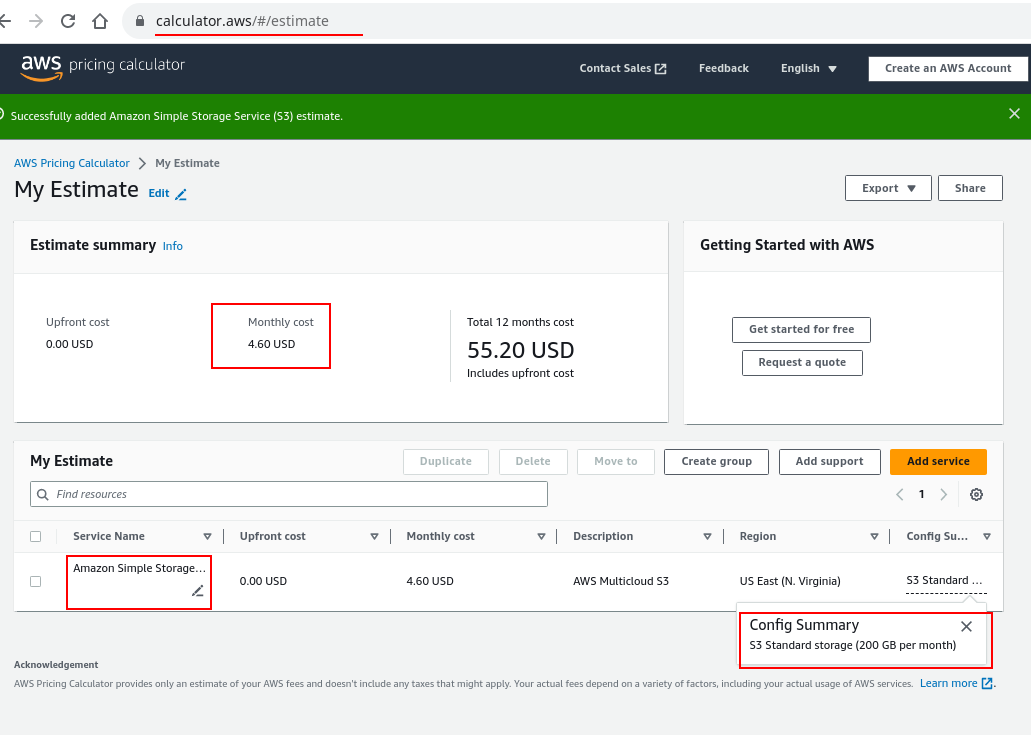 calculator.aws/#/estimate
aws pricing calculator
Contact Sales
Feedback
English
Create an AWS Account
Successfully added Amazon Simple Storage Service (S3) estimate.
AWS Pricing Calculator
My Estimate
My Estimate
Edit
Export
Share
Estimate summary
Info
Upfront cost
0.00 USD
Monthly cost
4.60 USD
Total 12 months cost
55.20 USD
Includes upfront cost
Getting Started with AWS
Get started for free
Request a quote
My Estimate
Duplicate
Delete
Move to
Create group
Add support
Add service
Find resources
1
Service Name
Upfront cost
Monthly cost
Description
Region
Config Su...
Amazon Simple Storage...
0.00 USD
4.60 USD
AWS Multicloud S3
US East (N. Virginia)
S3 Standard ...
Config Summary
S3 Standard storage (200 GB per month)
Acknowledgement
AWS Pricing Calculator provides only an estimate of your AWS fees and doesn't include any taxes that might apply. Your actual fees depend on a variety of factors, including your actual usage of AWS services. Learn more .